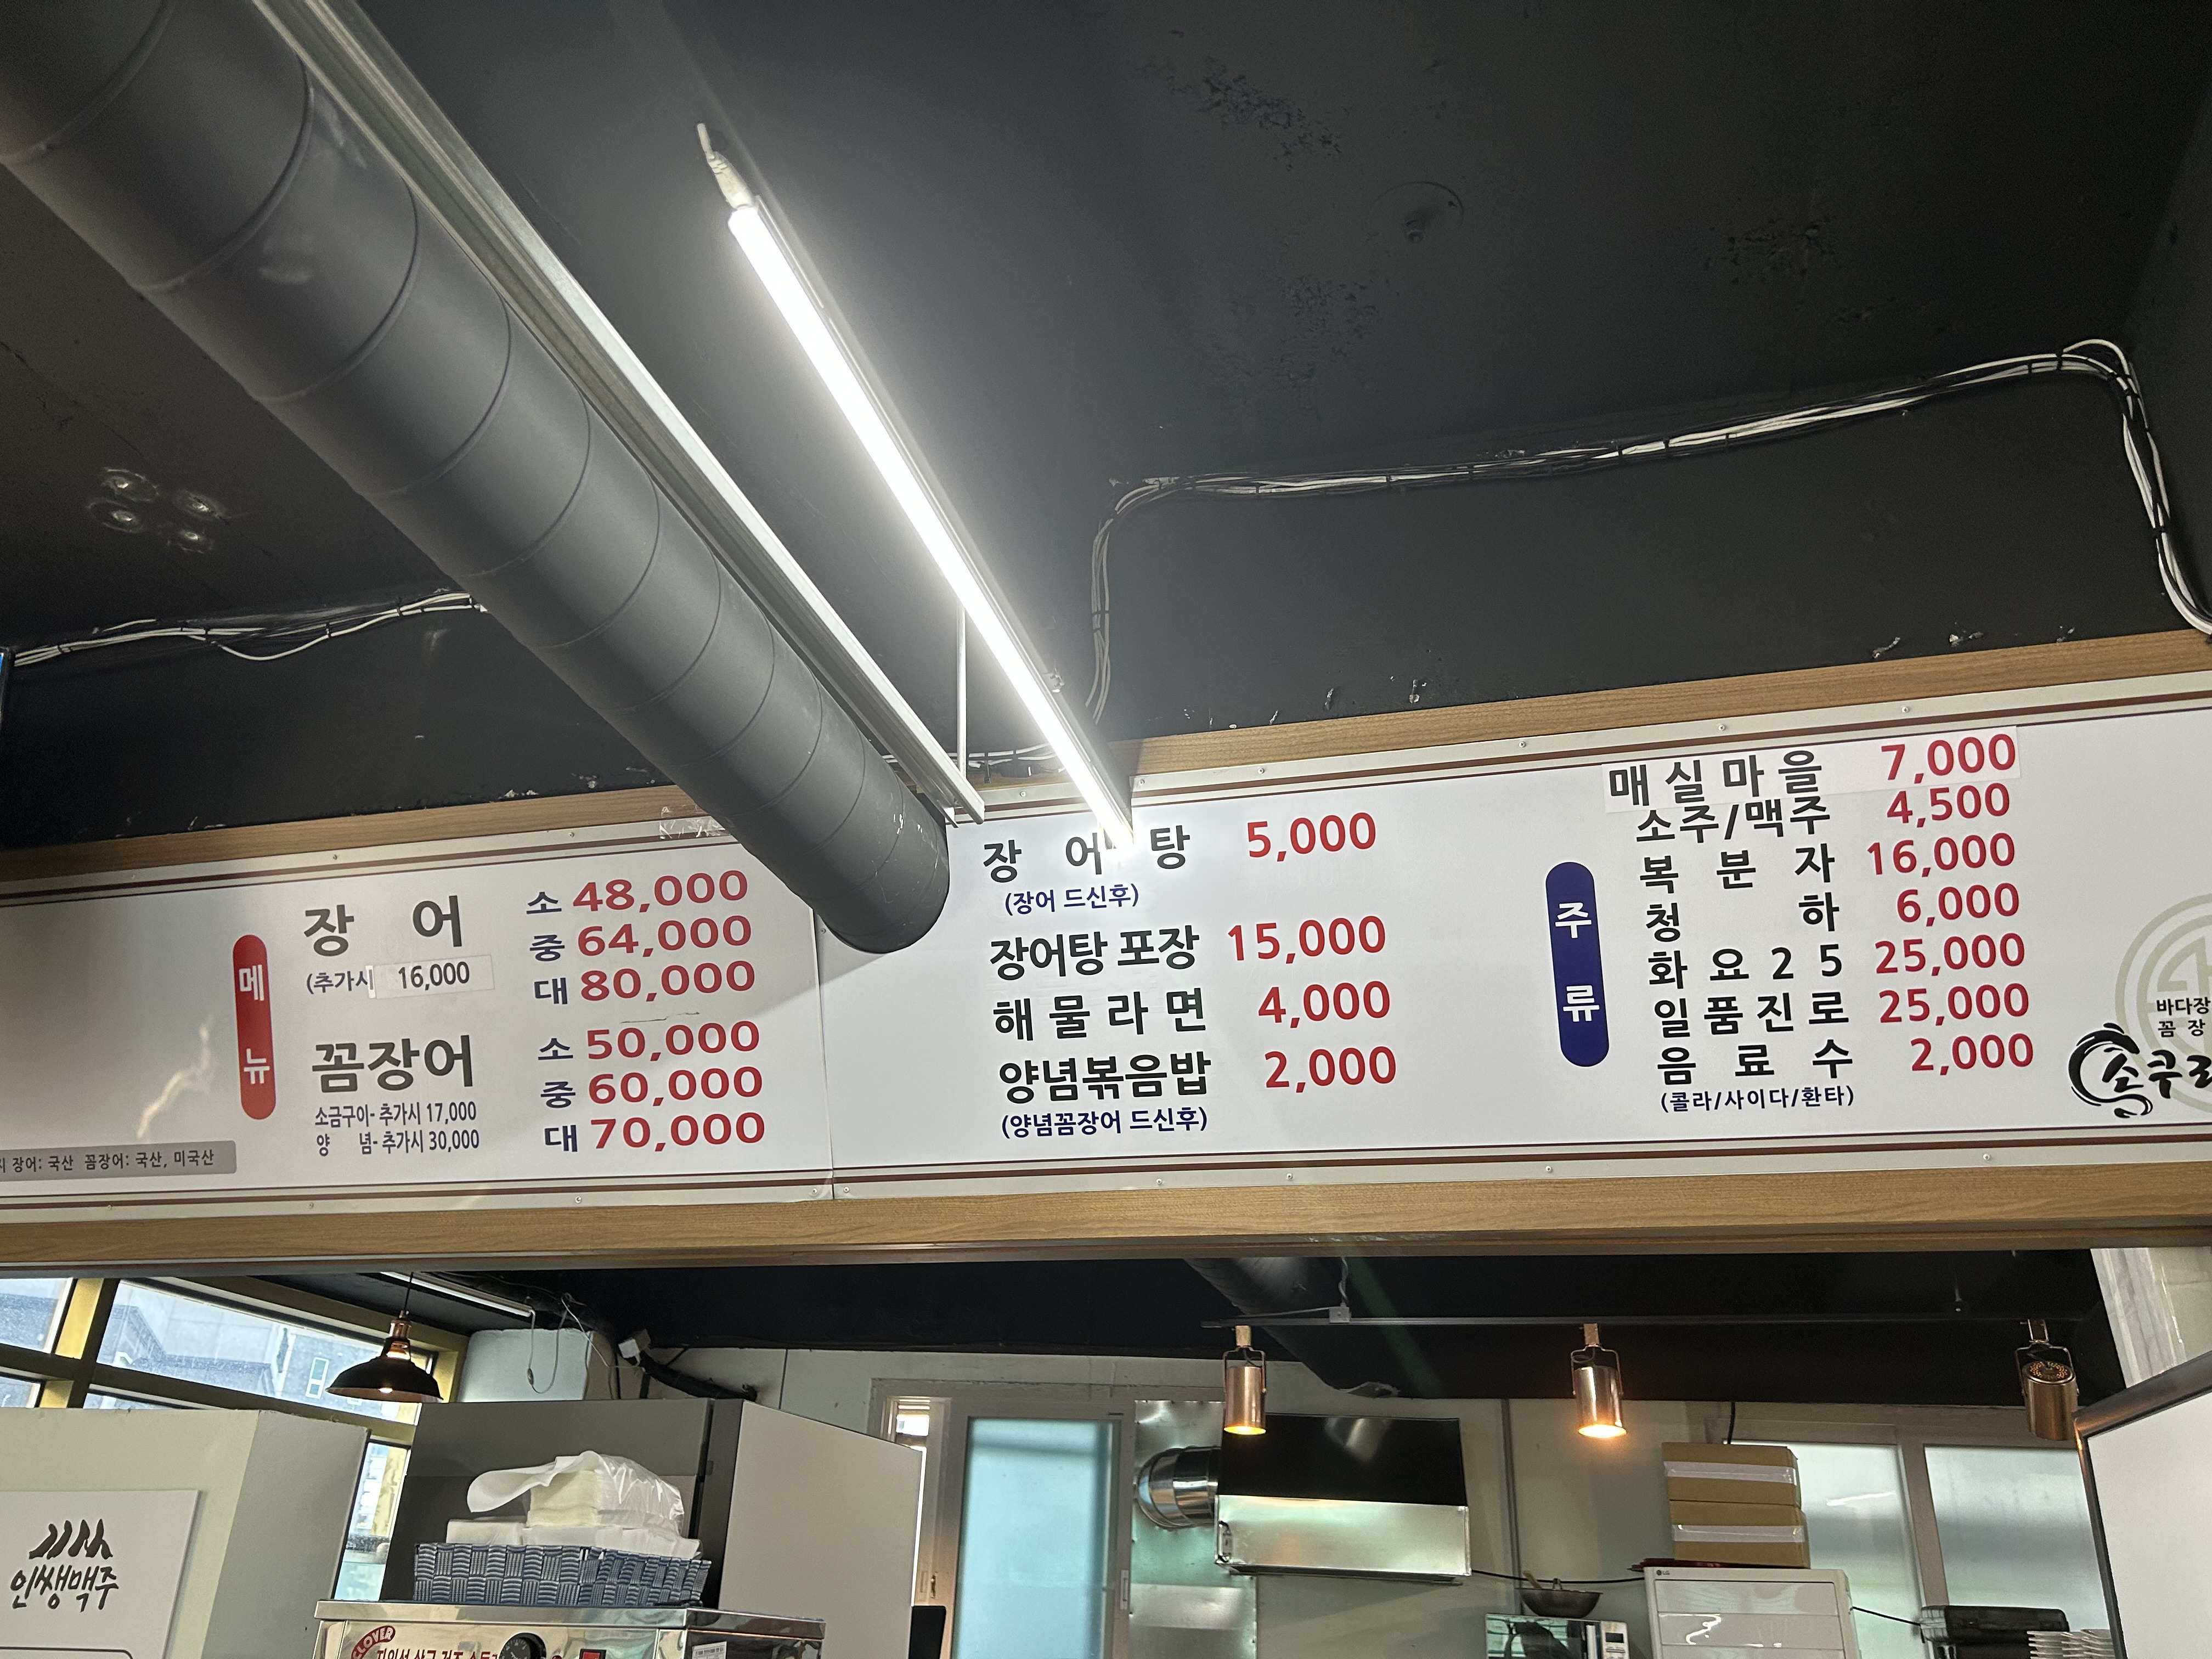 메뉴
장 어
(추가시 16,000
소 48,000
중 64,000
대 80,000
꼼장어
소금구이- 추가시 17,000
양 념- 추가시 30,000
소 50,000
중 60,000
대 70,000
장어: 국산 꼼장어: 국산, 미국산
장 어 탕 5,000
(장어 드신후)
장어탕 포장 15,000
해 물 라 면 4,000
양념볶음밥 2,000
(양념꼼장어 드신후)
주류
매 실 마 을 7,000
소주/맥주 4,500
복 분 자 16,000
청 하 6,000
화 요 2 5 25,000
일 품 진 로 25,000
음 료 수 2,000
(콜라/사이다/환타)
바다장
꼼 장
인쌩맥주
CLOVER
LG